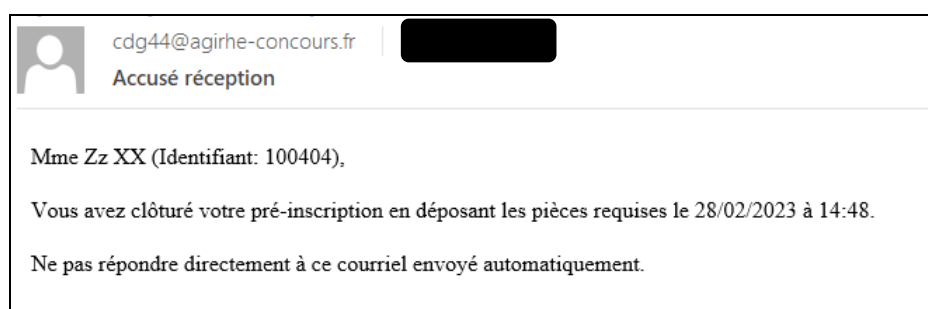 cdg44@agirhe-concours.fr
Accusé réception
Mme Zz XX (Identifiant: 100404),
Vous avez clôturé votre pré-inscription en déposant les pièces requises le 28/02/2023 à 14:48.
Ne pas répondre directement à ce courriel envoyé automatiquement.